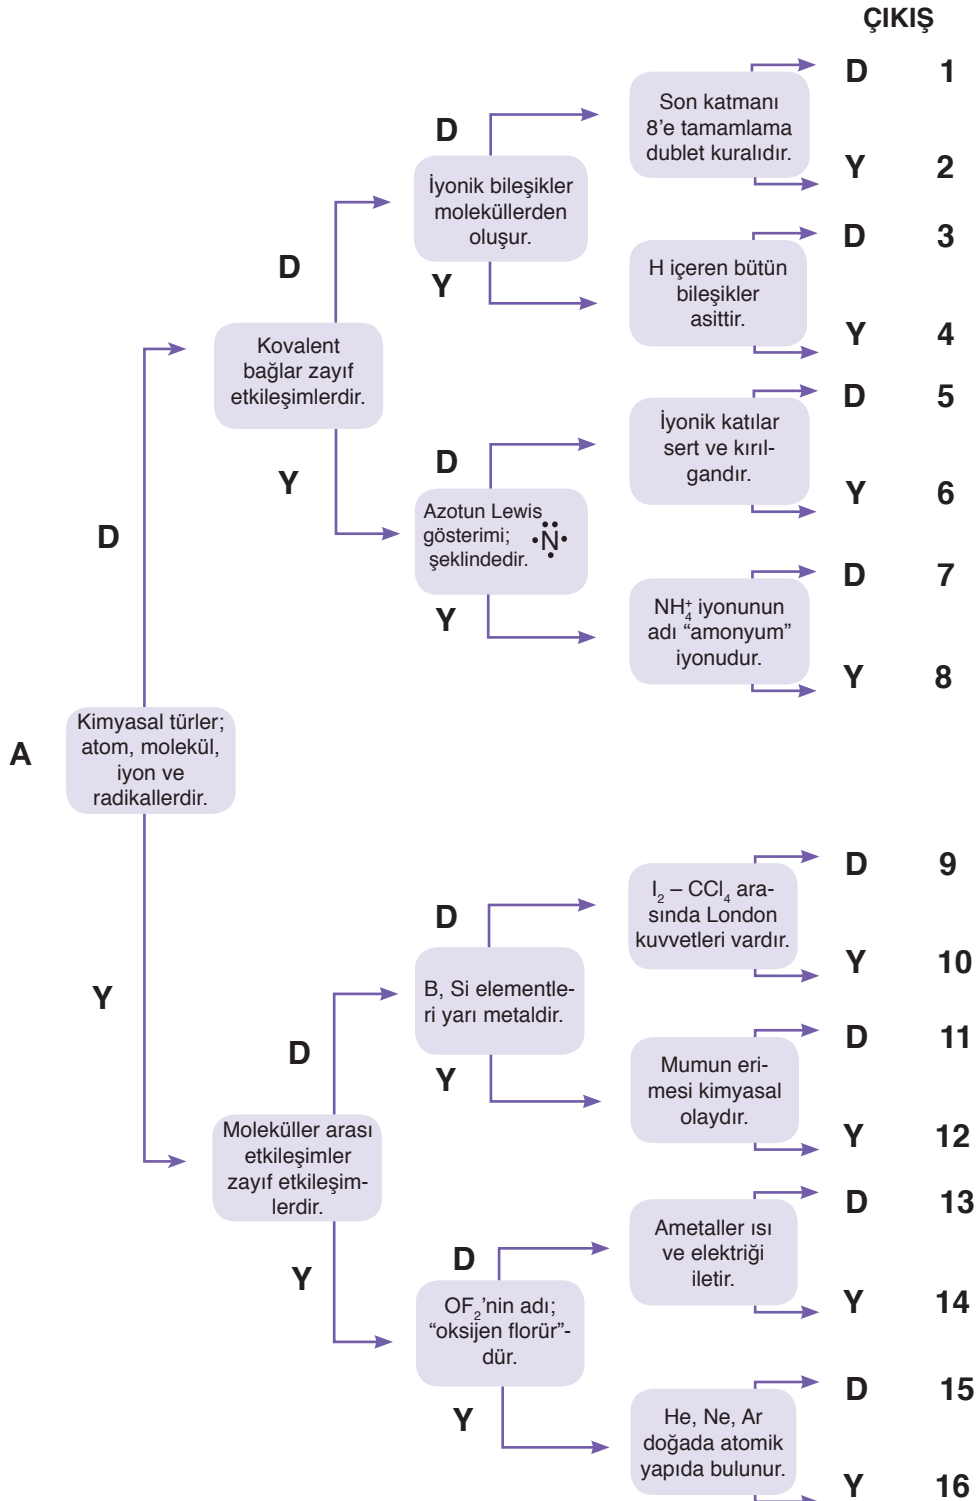 ÇIKIŞ
D 1
Son katmanı
8'e tamamlama
dublet kuralıdır.
D
Y 2
İyonik bileşikler
moleküllerden
oluşur.
D 3
D
H içeren bütün
bileşikler
asittir.
Y
Y 4
Kovalent
bağlar zayıf
etkileşimlerdir.
D 5
İyonik katılar
sert ve kırıl-
gandır.
D
Y
Y 6
Azotun Lewis
gösterimi; N
şeklindedir.
D
D 7
NH₄⁺ iyonunun
adı "amonyum"
iyonudur.
Y
Y 8
Kimyasal türler;
atom, molekül,
iyon ve
radikallerdir.
A
D 9
I₂ – CCl₄ ara-
sında London
kuvvetleri vardır.
D
Y 10
B, Si elementle-
ri yarı metaldir.
Y
D 11
D
Mumun eri-
mesi kimyasal
olaydır.
Y
Y 12
Moleküller arası
etkileşimler
zayıf etkileşim-
lerdir.
D 13
Ametaller ısı
ve elektriği
iletir.
D
Y
Y 14
OF₂'nin adı;
"oksijen florür"-
dür.
D 15
He, Ne, Ar
doğada atomik
yapıda bulunur.
Y
Y 16